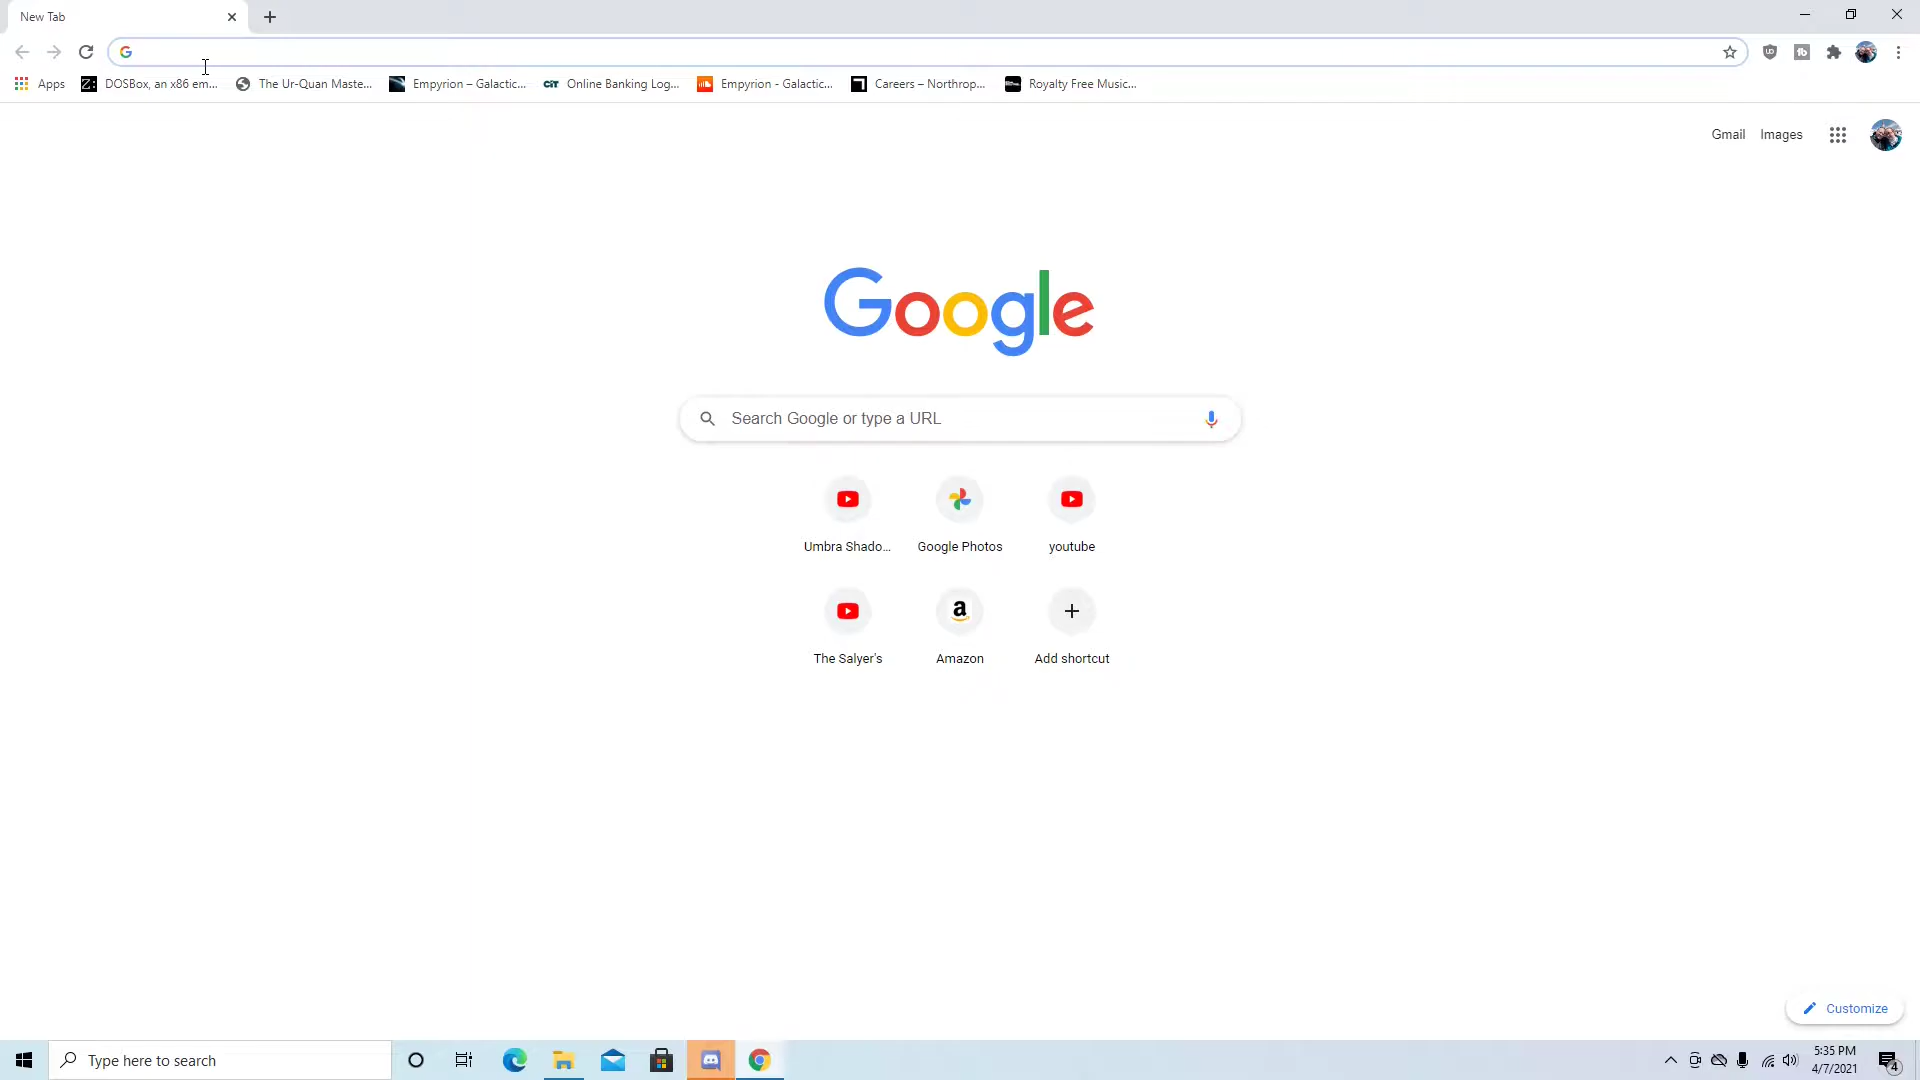 New Tab
Apps
Z: DOSBox, an x86 em...
The Ur-Quan Maste...
Empyrion – Galactic...
CIT Online Banking Log...
Empyrion - Galactic...
Careers – Northrop...
Royalty Free Music...
Gmail Images
Google
Search Google or type a URL
Umbra Shado... Google Photos youtube
The Salyer's Amazon Add shortcut
Customize
Type here to search
5:35 PM
4/7/2021
4